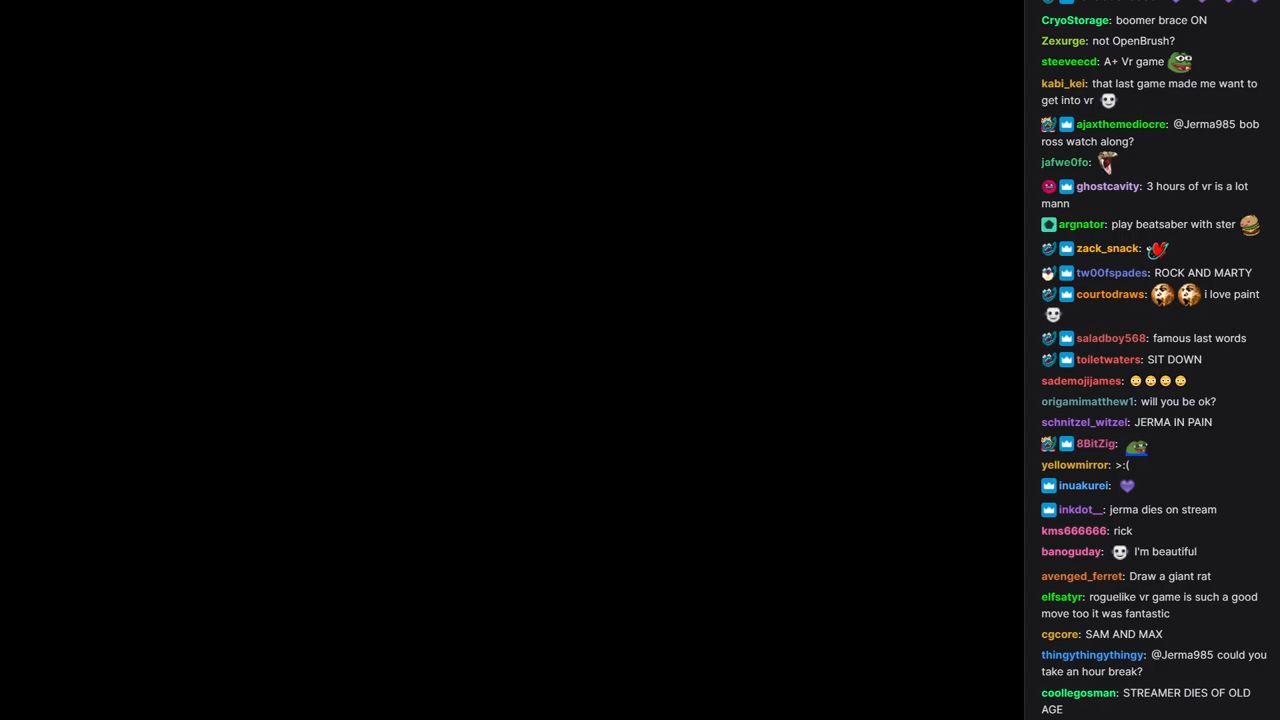 CryoStorage: boomer brace ON
Zexurge: not OpenBrush?
steeveecd: A+ Vr game
kabi_kei: that last game made me want to
get into vr
ajaxthemediocre: @Jerma985 bob
ross watch along?
jafwe0fo:
ghostcavity: 3 hours of vr is a lot
mann
argnator: play beatsaber with ster
zack_snack:
tw00fspades: ROCK AND MARTY
courtodraws: i love paint
saladboy568: famous last words
toiletwaters: SIT DOWN
sademojijames:
origamimatthew1: will you be ok?
schnitzel_witzel: JERMA IN PAIN
8BitZig:
yellowmirror: >:(
inuakurei:
inkdot__: jerma dies on stream
kms666666: rick
banoguday: I'm beautiful
avenged_ferret: Draw a giant rat
elfsatyr: roguelike vr game is such a good
move too it was fantastic
cgcore: SAM AND MAX
thingythingythingy: @Jerma985 could you
take an hour break?
coollegosman: STREAMER DIES OF OLD
AGE